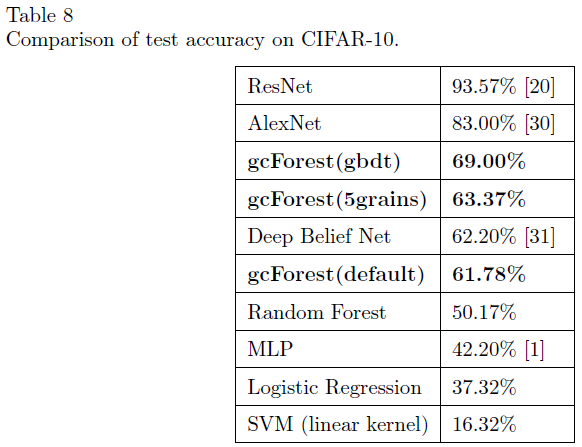 Table 8
Comparison of test accuracy on CIFAR-10.
ResNet 93.57% [20]
AlexNet 83.00% [30]
gcForest(gbdt) 69.00%
gcForest(5grains) 63.37%
Deep Belief Net 62.20% [31]
gcForest(default) 61.78%
Random Forest 50.17%
MLP 42.20% [1]
Logistic Regression 37.32%
SVM (linear kernel) 16.32%